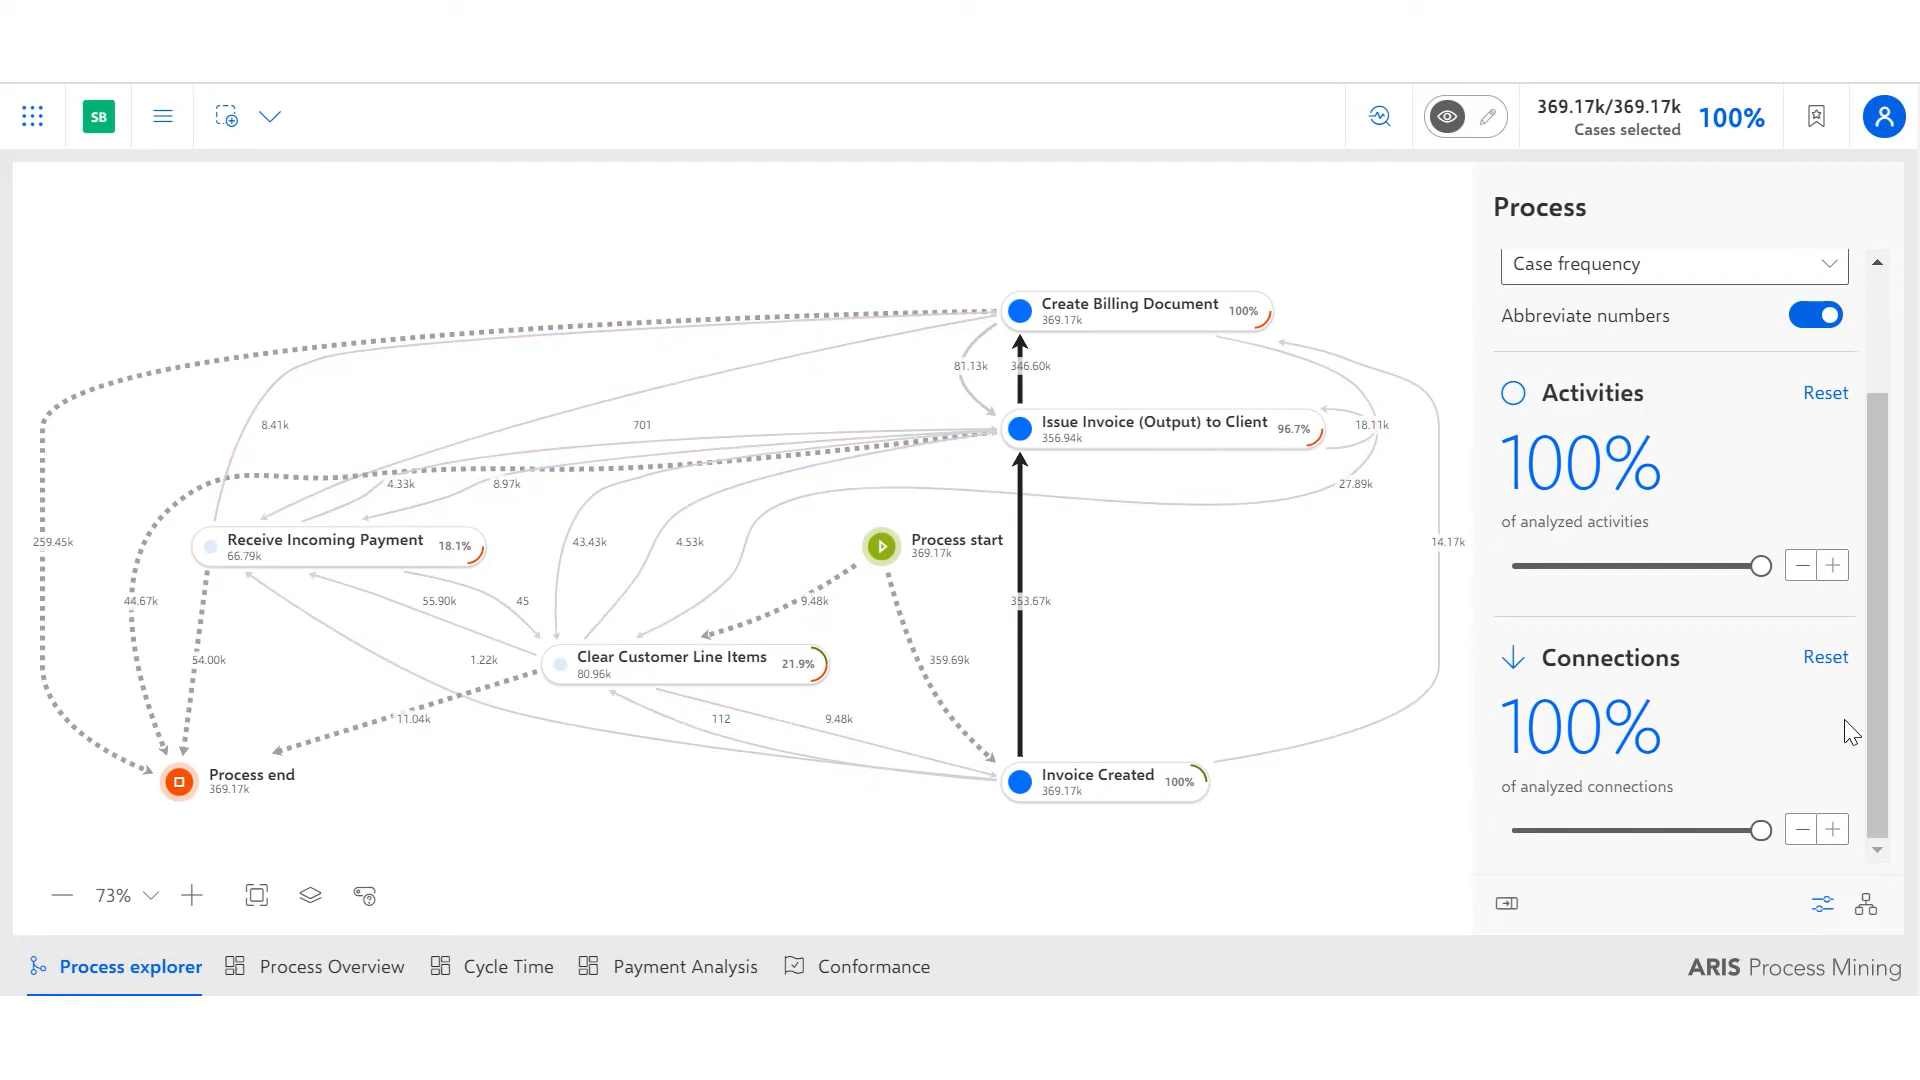 SB
369.17k/369.17k
Cases selected
100%
Process
Case frequency
Abbreviate numbers
Activities
Reset
100%
of analyzed activities
Connections
Reset
100%
of analyzed connections
Create Billing Document
369.17k
100%
81.13k
346.60k
Issue Invoice (Output) to Client
356.94k
96.7%
18.11k
8.41k
701
4.33k
8.97k
27.89k
Receive Incoming Payment
66.79k
18.1%
259.45k
43.43k
4.53k
Process start
369.17k
14.17k
44.67k
55.90k
45
9.48k
353.67k
54.00k
1.22k
Clear Customer Line Items
80.96k
21.9%
359.69k
11.04k
112
9.48k
Process end
369.17k
Invoice Created
369.17k
100%
73%
Process explorer
Process Overview
Cycle Time
Payment Analysis
Conformance
ARIS Process Mining